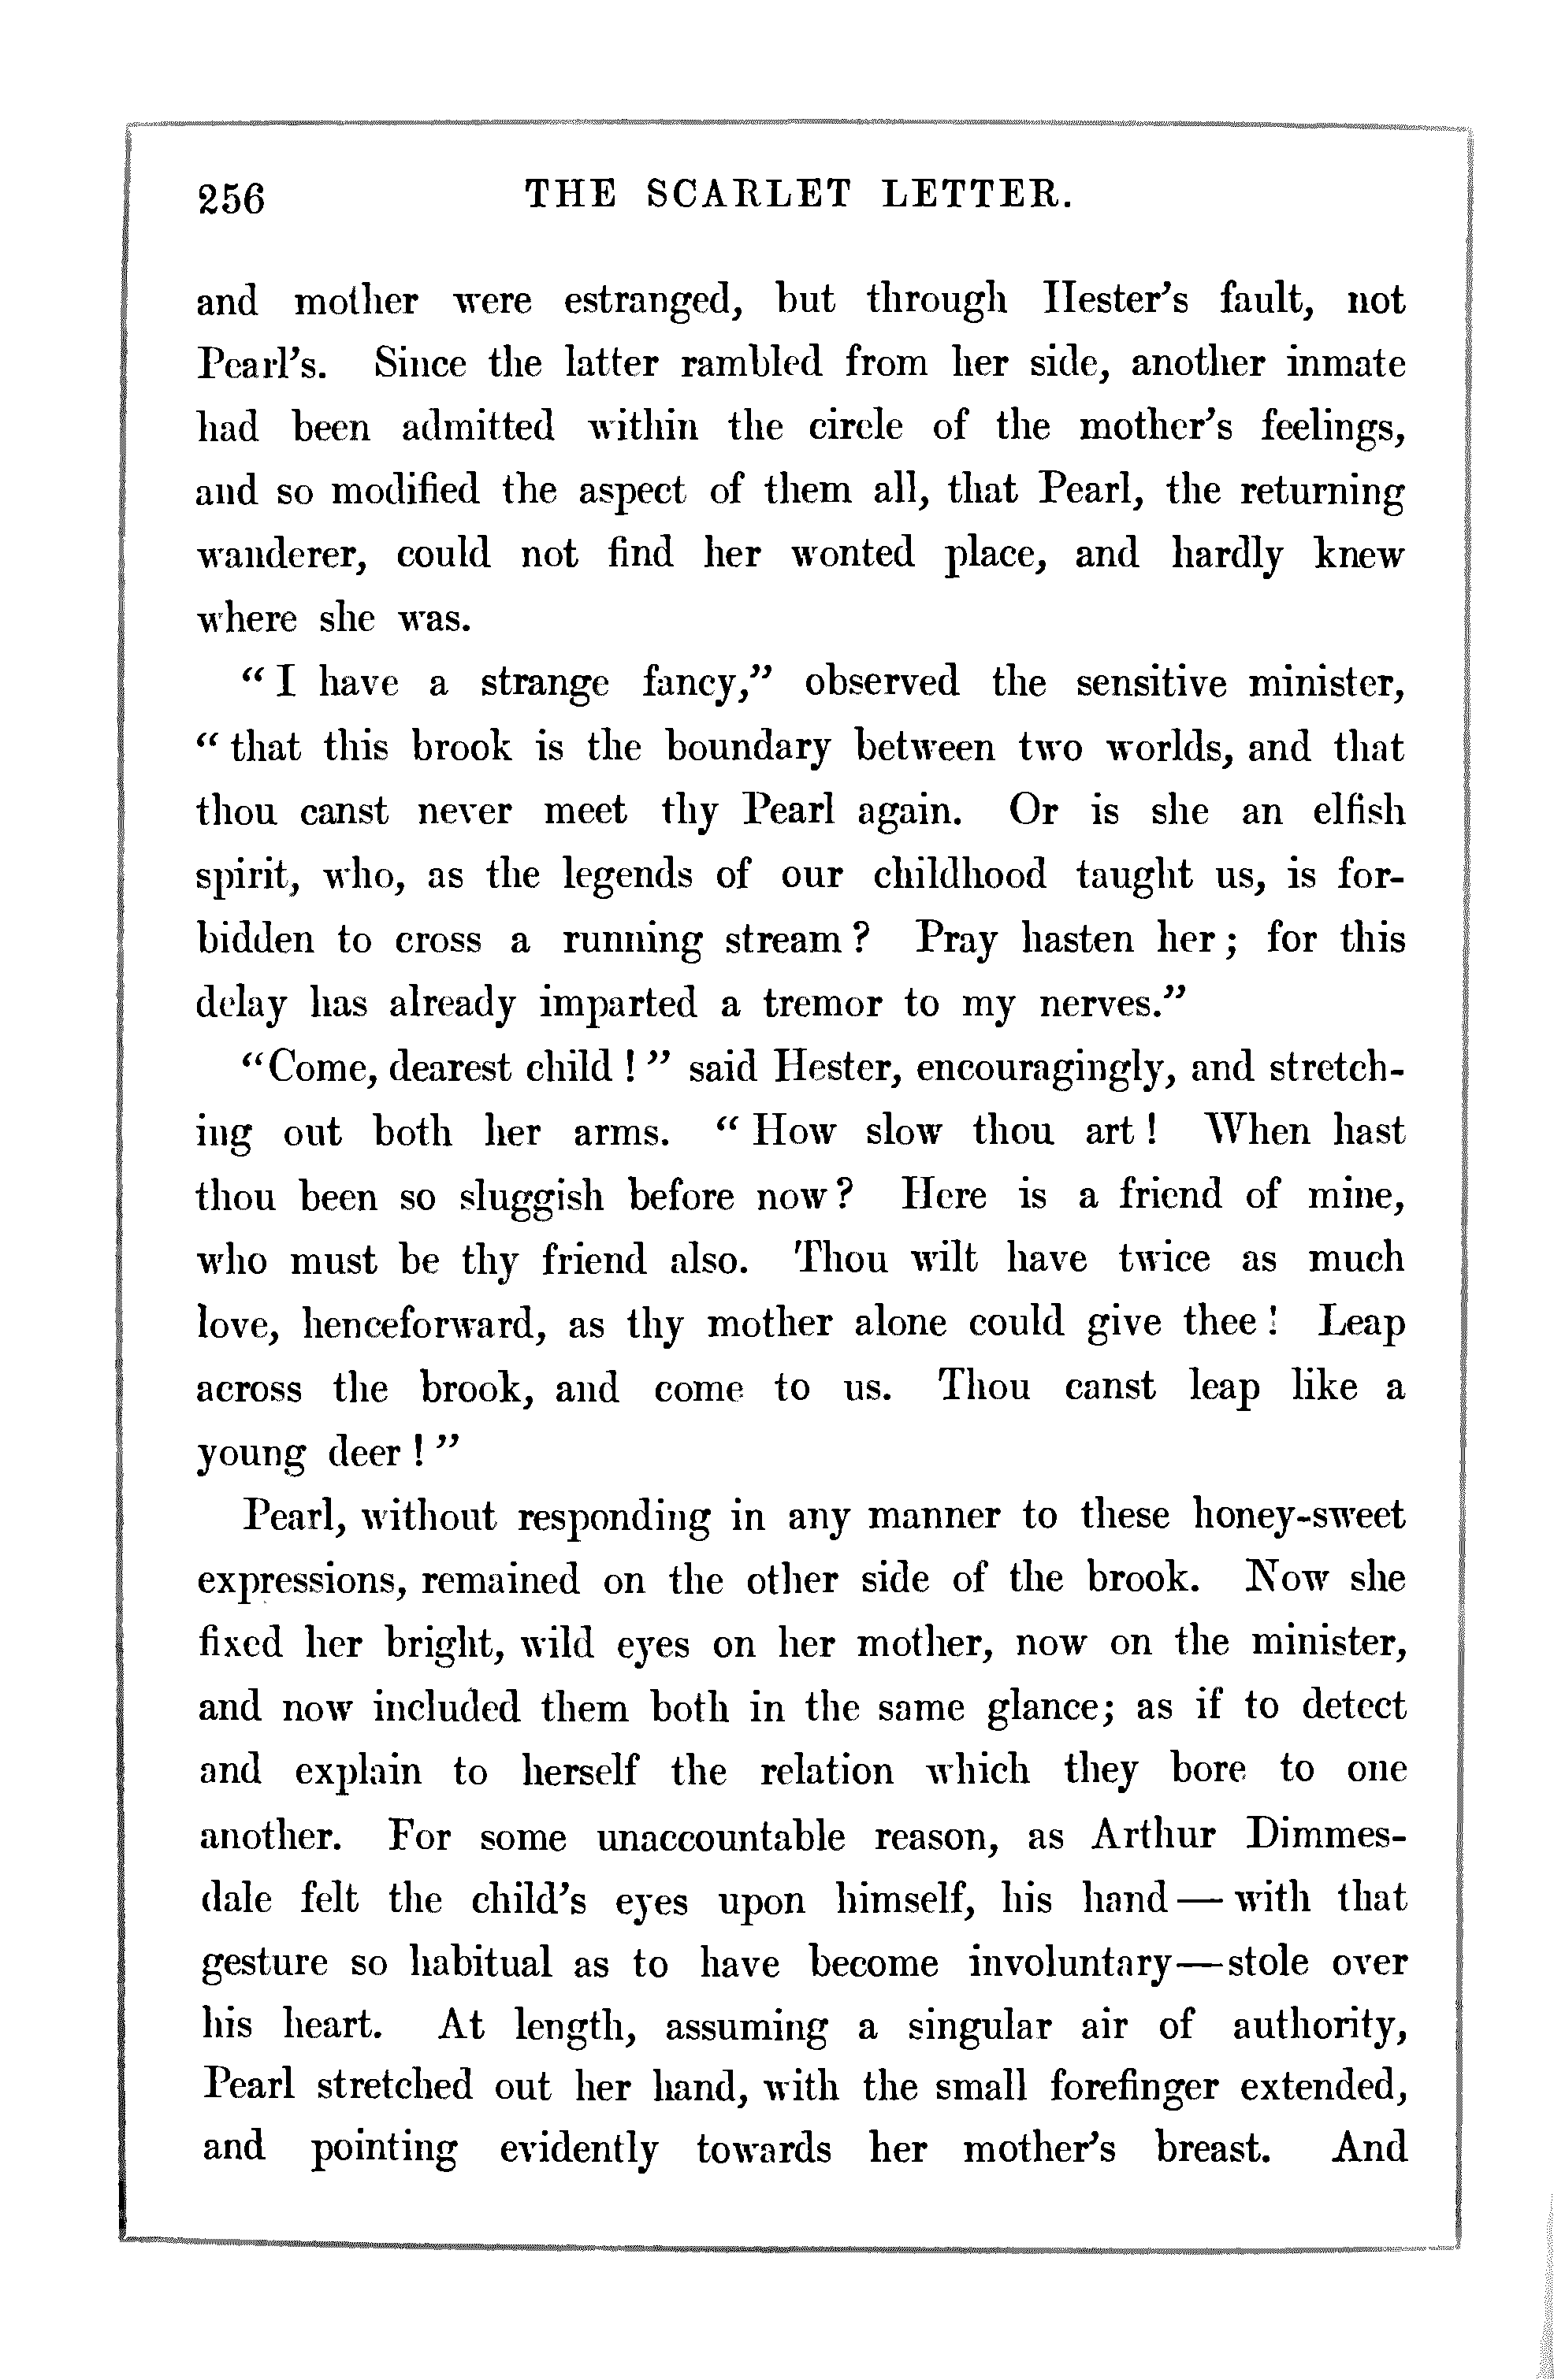 256 THE SCARLET LETTER.
and mother were estranged, but through Hester's fault, not
Pearl's. Since the latter rambled from her side, another inmate
had been admitted within the circle of the mother's feelings,
and so modified the aspect of them all, that Pearl, the returning
wanderer, could not find her wonted place, and hardly knew
where she was.
"I have a strange fancy," observed the sensitive minister,
"that this brook is the boundary between two worlds, and that
thou canst never meet thy Pearl again. Or is she an elfish
spirit, who, as the legends of our childhood taught us, is for-
bidden to cross a running stream? Pray hasten her; for this
delay has already imparted a tremor to my nerves."
"Come, dearest child!" said Hester, encouragingly, and stretch-
ing out both her arms. "How slow thou art! When hast
thou been so sluggish before now? Here is a friend of mine,
who must be thy friend also. Thou wilt have twice as much
love, henceforward, as thy mother alone could give thee! Leap
across the brook, and come to us. Thou canst leap like a
young deer!"
Pearl, without responding in any manner to these honey-sweet
expressions, remained on the other side of the brook. Now she
fixed her bright, wild eyes on her mother, now on the minister,
and now included them both in the same glance; as if to detect
and explain to herself the relation which they bore to one
another. For some unaccountable reason, as Arthur Dimmes-
dale felt the child's eyes upon himself, his hand — with that
gesture so habitual as to have become involuntary—stole over
his heart. At length, assuming a singular air of authority,
Pearl stretched out her hand, with the small forefinger extended,
and pointing evidently towards her mother's breast. And